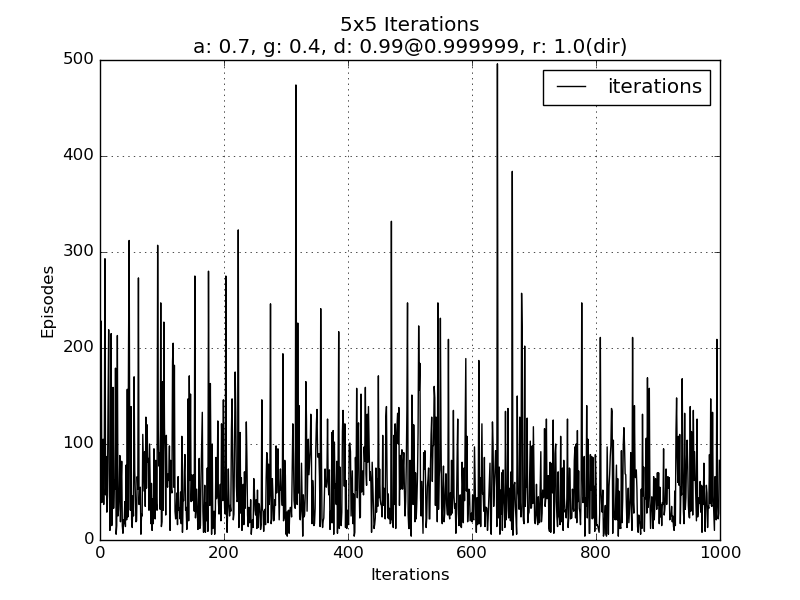 5x5 Iterations
a: 0.7, g: 0.4, d: 0.99@0.999999, r: 1.0(dir)
iterations
500
400
300
200
100
0
Episodes
0 200 400 600 800 1000
Iterations